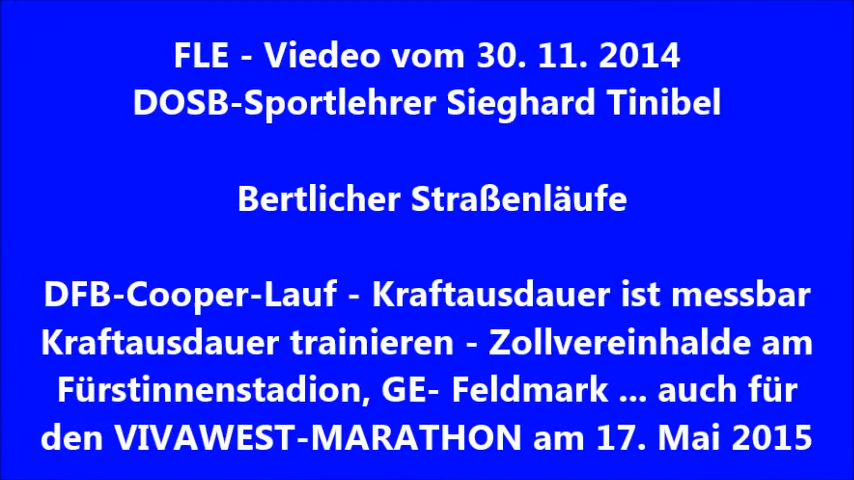 FLE - Viedeo vom 30. 11. 2014
DOSB-Sportlehrer Sieghard Tinibel
Bertlicher Straßenläufe
DFB-Cooper-Lauf - Kraftausdauer ist messbar
Kraftausdauer trainieren - Zollvereinhalde am
Fürstinnenstadion, GE- Feldmark ... auch für
den VIVAWEST-MARATHON am 17. Mai 2015